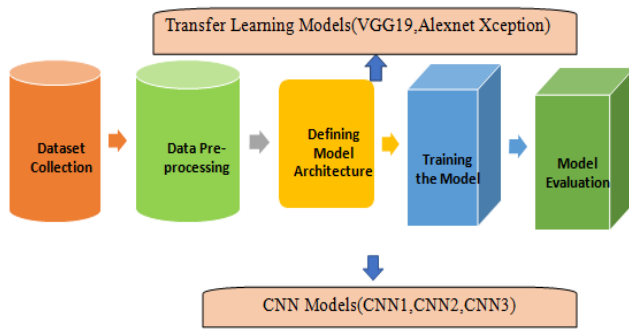 Transfer Learning Models(VGG19,Alexnet Xception)
Dataset
Collection
Data Pre-
processing
Defining
Model
Architecture
Training
the Model
Model
Evaluation
CNN Models(CNN1,CNN2,CNN3)